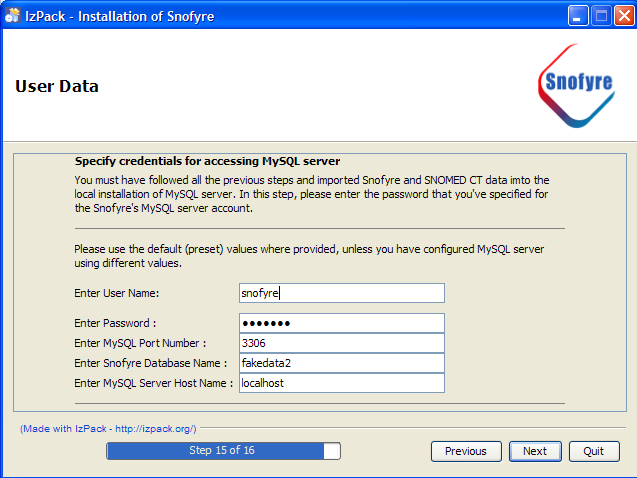 IzPack - Installation of Snofyre
User Data
Snofyre
Specify credentials for accessing MySQL server
You must have followed all the previous steps and imported Snofyre and SNOMED CT data imto the
local installation of MySQL server. In this step, please enter the password that you've specified for
the Snofyre's MySQL server account.
Please use the default (preset) values where provided, unless you have configured MySQL server
using different values.
Enter User Name: snofyre
Enter Password : ●●●●●●●
Enter MySQL Port Number : 3306
Enter Snofyre Database Name : fakedata2
Enter MySQL Server Host Name : localhost
(Made with IzPack - http://izpack.org/)
Step 15 of 16 Previous Next Quit